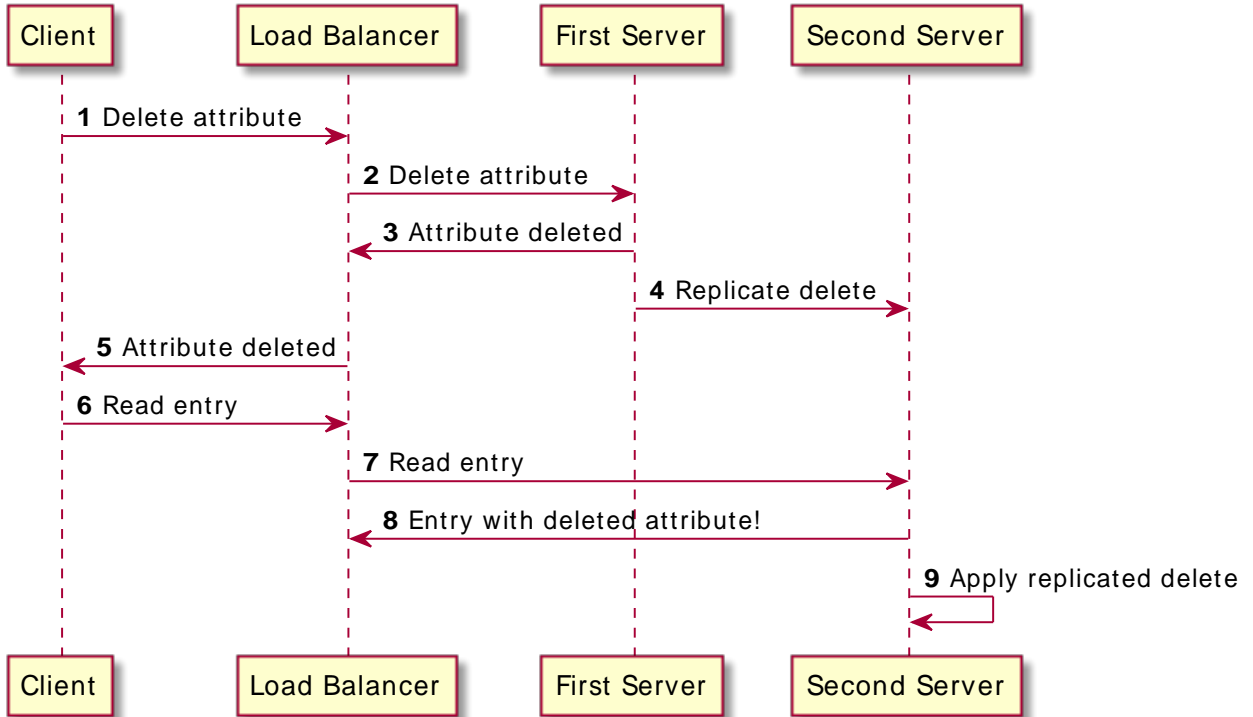 Client
Load Balancer
First Server
Second Server
1 Delete attribute
2 Delete attribute
3 Attribute deleted
4 Replicate delete
5 Attribute deleted
6 Read entry
7 Read entry
8 Entry with deleted attribute!
9 Apply replicated delete
Client
Load Balancer
First Server
Second Server